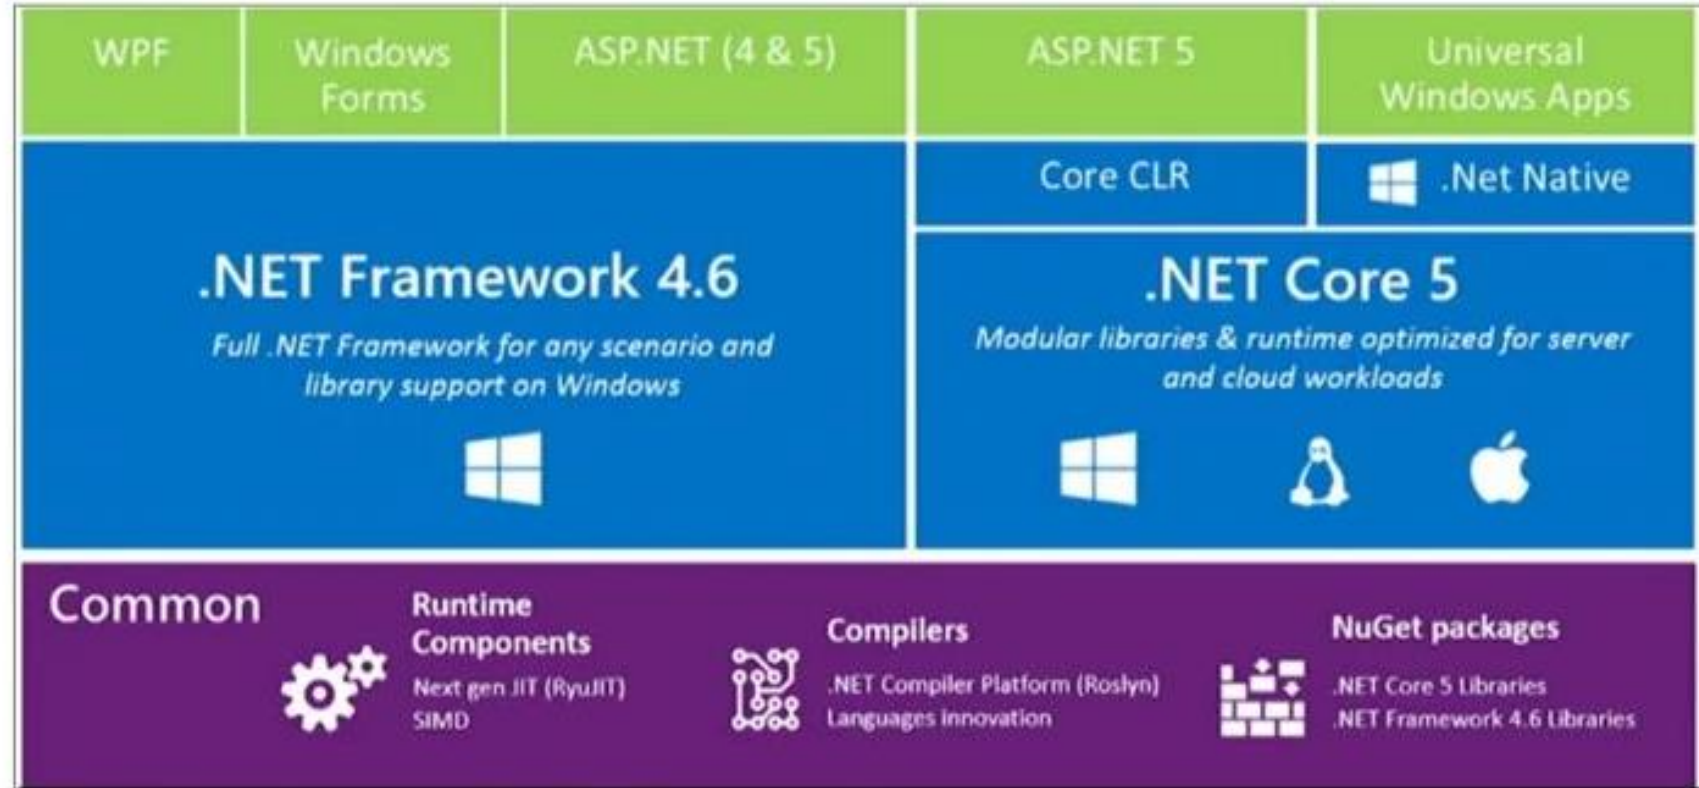 WPF
Windows
Forms
ASP.NET (4 & 5)
ASP.NET 5
Universal
Windows Apps
Core CLR
.Net Native
.NET Framework 4.6
Full .NET Framework for any scenario and
library support on Windows
.NET Core 5
Modular libraries & runtime optimized for server
and cloud workloads
Common
Runtime
Components
Next gen JIT (RyuJIT)
SIMD
Compilers
.NET Compiler Platform (Roslyn)
Languages innovation
NuGet packages
.NET Core 5 Libraries
.NET Framework 4.6 Libraries